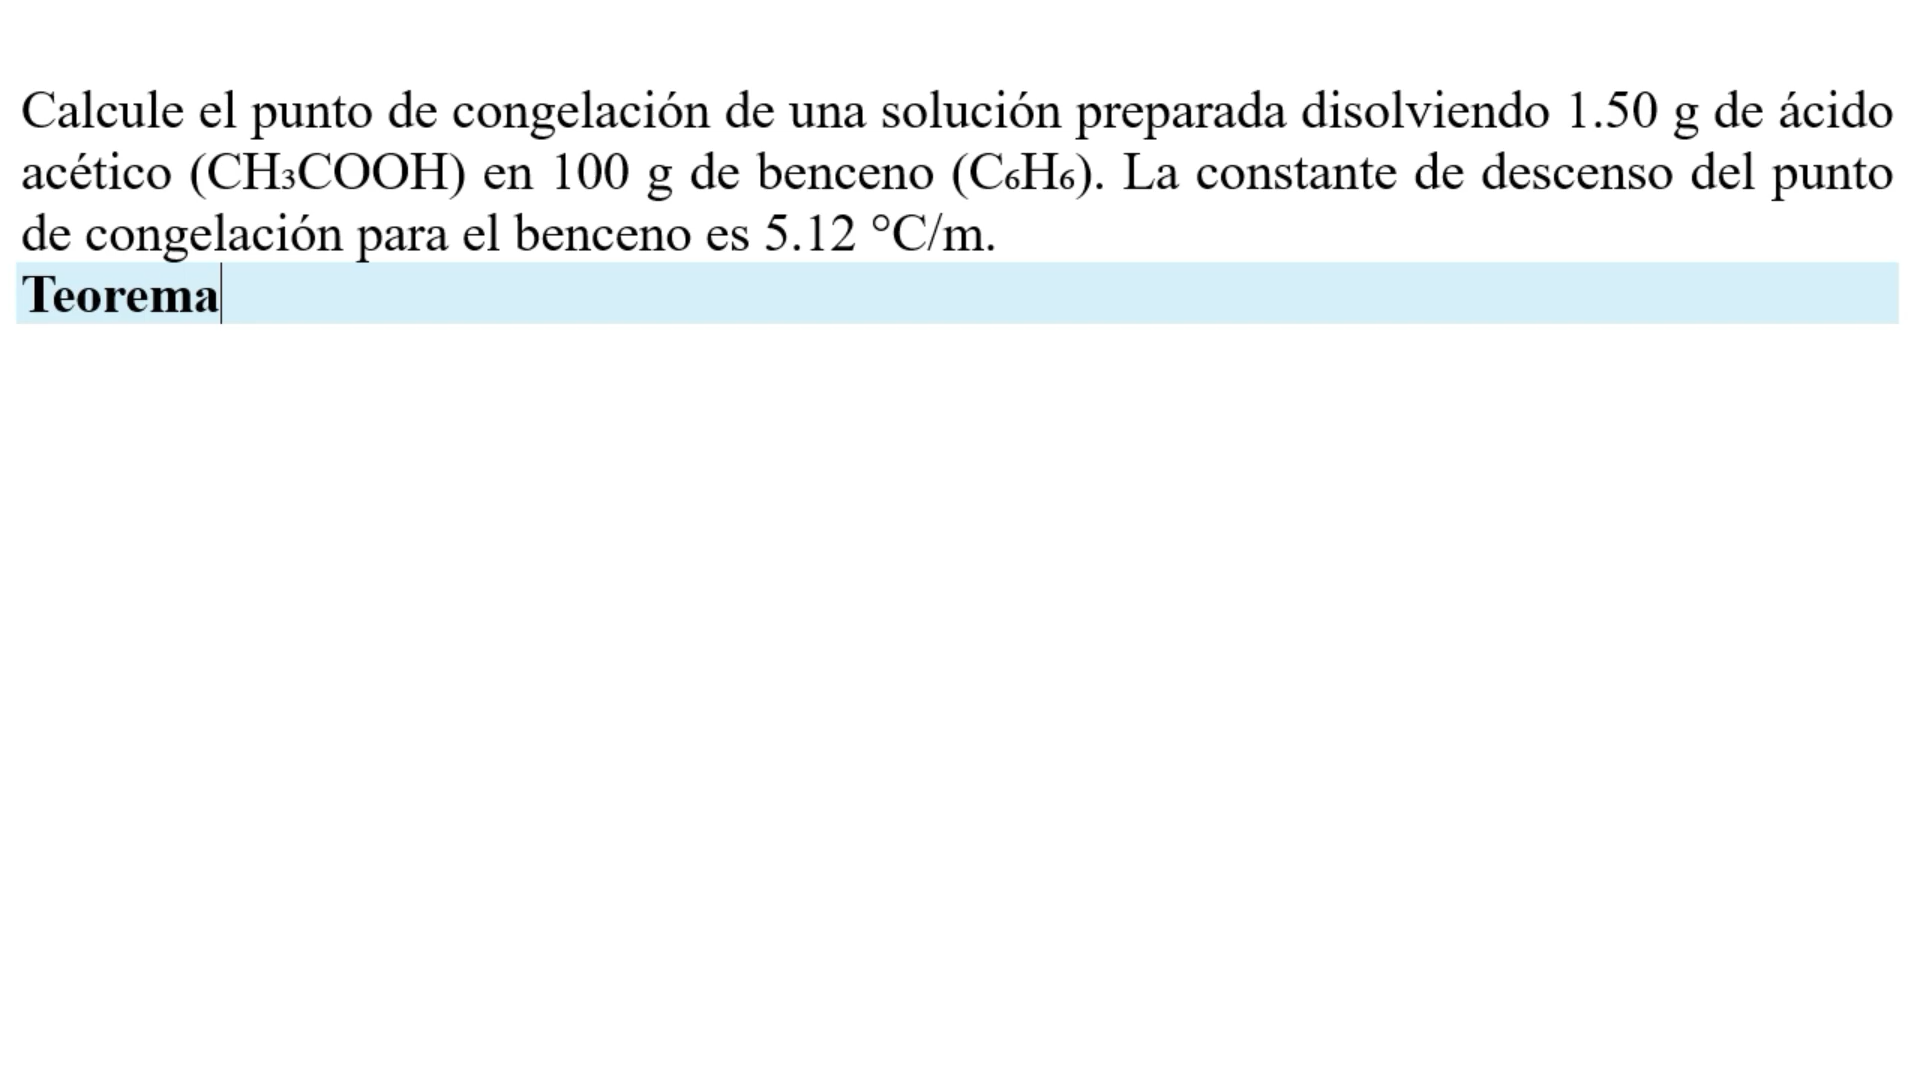 Calcule el punto de congelación de una solución preparada disolviendo 1.50 g de ácido
acético (CH₃COOH) en 100 g de benceno (C₆H₆). La constante de descenso del punto
de congelación para el benceno es 5.12 °C/m.
Teorema